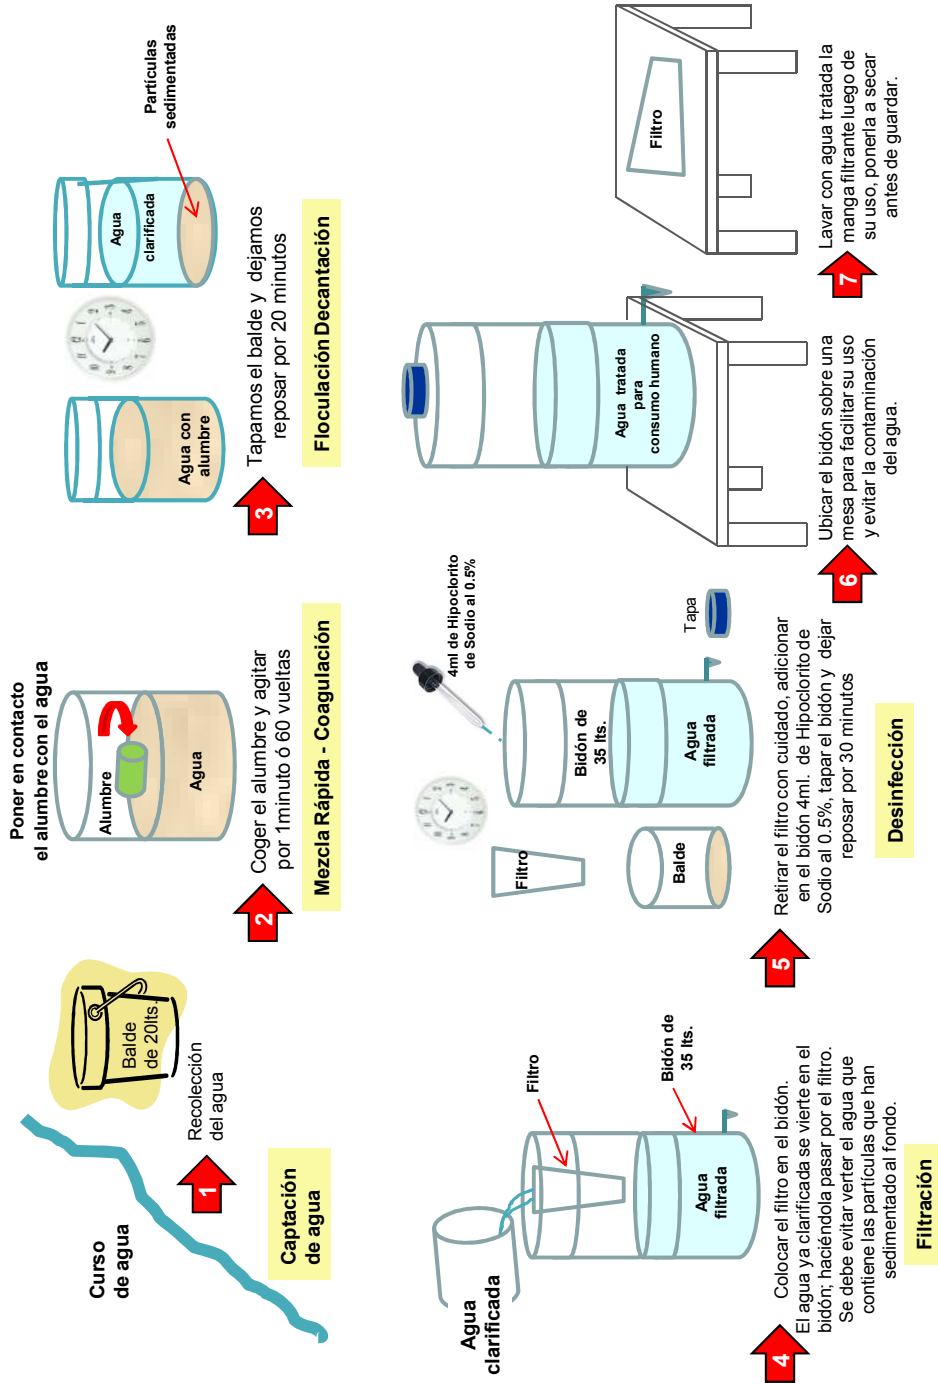 Curso
de agua
Balde
de 20lts.
1
Recolección
del agua
Captación
de agua
Poner en contacto
el alumbre con el agua
Alumbre
Agua
2
Coger el alumbre y agitar
por 1minuto ó 60 vueltas
Mezcla Rápida - Coagulación
Agua con
alumbre
Agua
clarificada
Partículas
sedimentadas
3
Tapamos el balde y dejamos
reposar por 20 minutos
Floculación Decantación
Agua
clarificada
Filtro
Bidón de
35 lts.
Agua
filtrada
4
Colocar el filtro en el bidón.
El agua ya clarificada se vierte en el
bidón; haciéndola pasar por el filtro.
Se debe evitar verter el agua que
contiene las partículas que han
sedimentado al fondo.
Filtración
Filtro
Balde
4ml de Hipoclorito
de Sodio al 0.5%
Bidón de
35 lts.
Agua
filtrada
Tapa
5
Retirar el filtro con cuidado, adicionar
en el bidón 4ml. de Hipoclorito de
Sodio al 0.5%, tapar el bidón y dejar
reposar por 30 minutos
Desinfección
Agua tratada
para
consumo humano
6
Ubicar el bidón sobre una
mesa para facilitar su uso
y evitar la contaminación
del agua.
Filtro
7
Lavar con agua tratada la
manga filtrante luego de
su uso, ponerla a secar
antes de guardar.